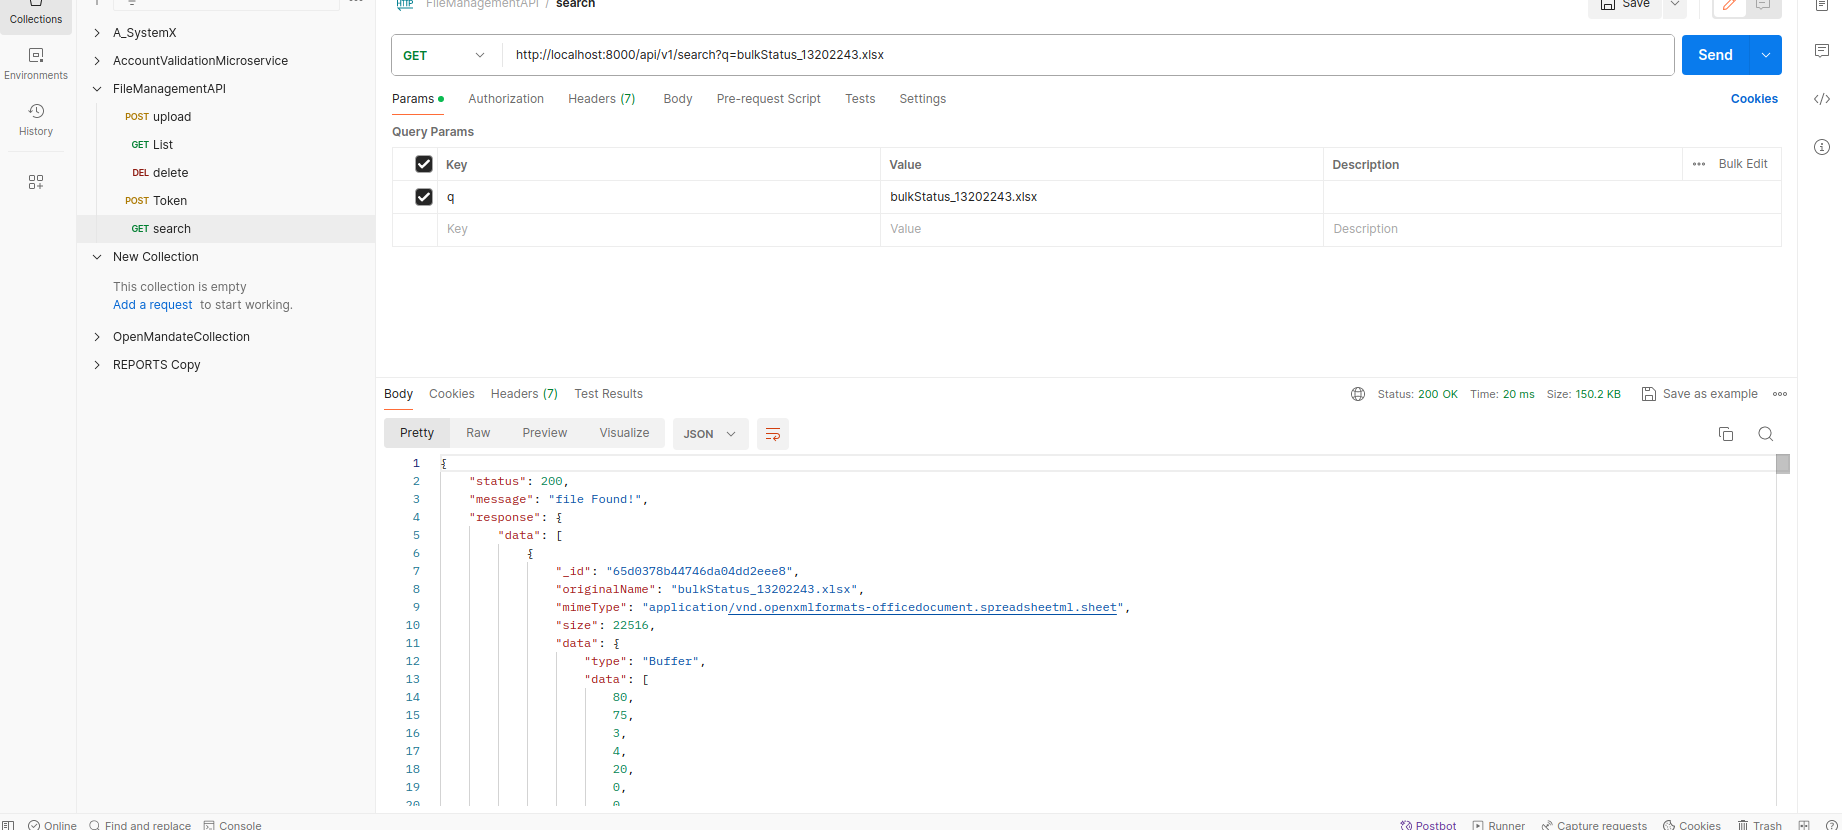 FileManagementAPI / search
Save
Collections
Environments
History
A_SystemX
AccountValidationMicroservice
FileManagementAPI
POST upload
GET List
DEL delete
POST Token
GET search
New Collection
This collection is empty
Add a request to start working.
OpenMandateCollection
REPORTS Copy
GET http://localhost:8000/api/v1/search?q=bulkStatus_13202243.xlsx Send
Params Authorization Headers (7) Body Pre-request Script Tests Settings Cookies
Query Params
Key Value Description Bulk Edit
q bulkStatus_13202243.xlsx
Key Value Description
Body Cookies Headers (7) Test Results Status: 200 OK Time: 20 ms Size: 150.2 KB Save as example
Pretty Raw Preview Visualize JSON
1 {
2 "status": 200,
3 "message": "file Found!",
4 "response": {
5 "data": [
6 {
7 "_id": "65d0378b44746da04dd2eee8",
8 "originalName": "bulkStatus_13202243.xlsx",
9 "mimeType": "application/vnd.openxmlformats-officedocument.spreadsheetml.sheet",
10 "size": 22516,
11 "data": {
12 "type": "Buffer",
13 "data": [
14 80,
15 75,
16 3,
17 4,
18 20,
19 0,
20 0
Online Find and replace Console Postbot Runner Capture requests Cookies Trash